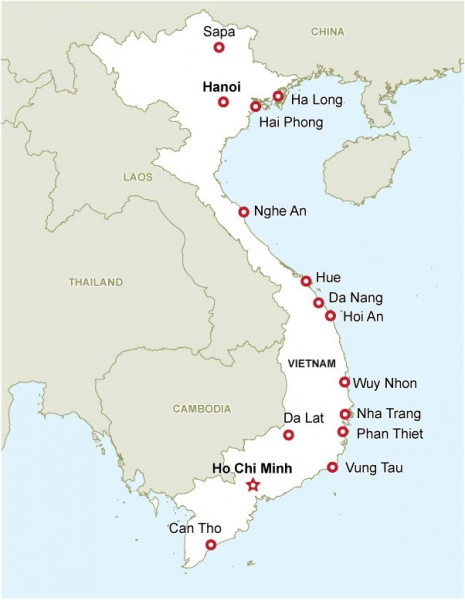 Sapa
CHINA
Hanoi
Ha Long
Hai Phong
LAOS
Nghe An
THAILAND
Hue
Da Nang
Hoi An
VIETNAM
Wuy Nhon
CAMBODIA
Da Lat
Nha Trang
Phan Thiet
Ho Chi Minh
Vung Tau
Can Tho